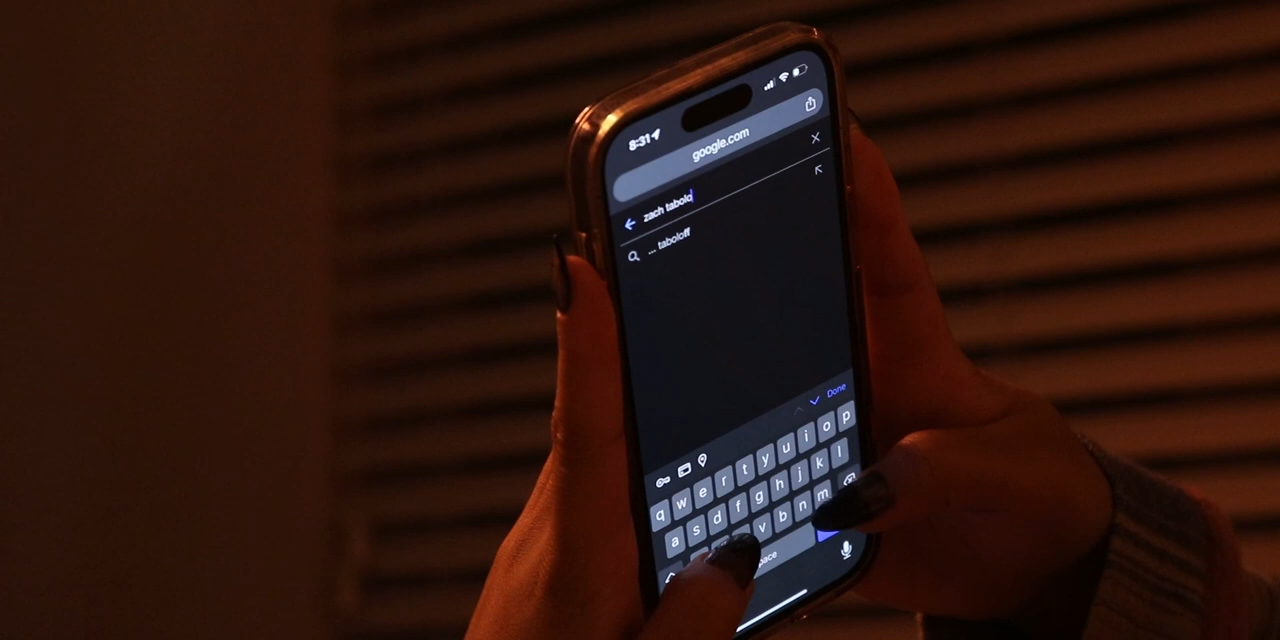 8:31
google.com
zach tabolo
... taboloff
Done
q w e r t y u i o p
a s d f g h j k l
v b n m
space